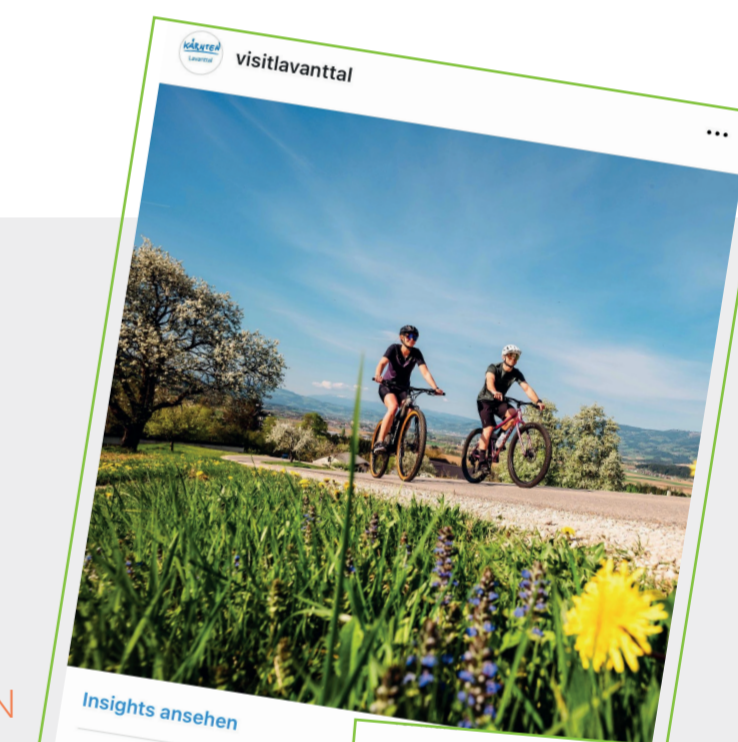 KÄRNTEN
Lavanttal
visitlavanttal
Insights ansehen
N